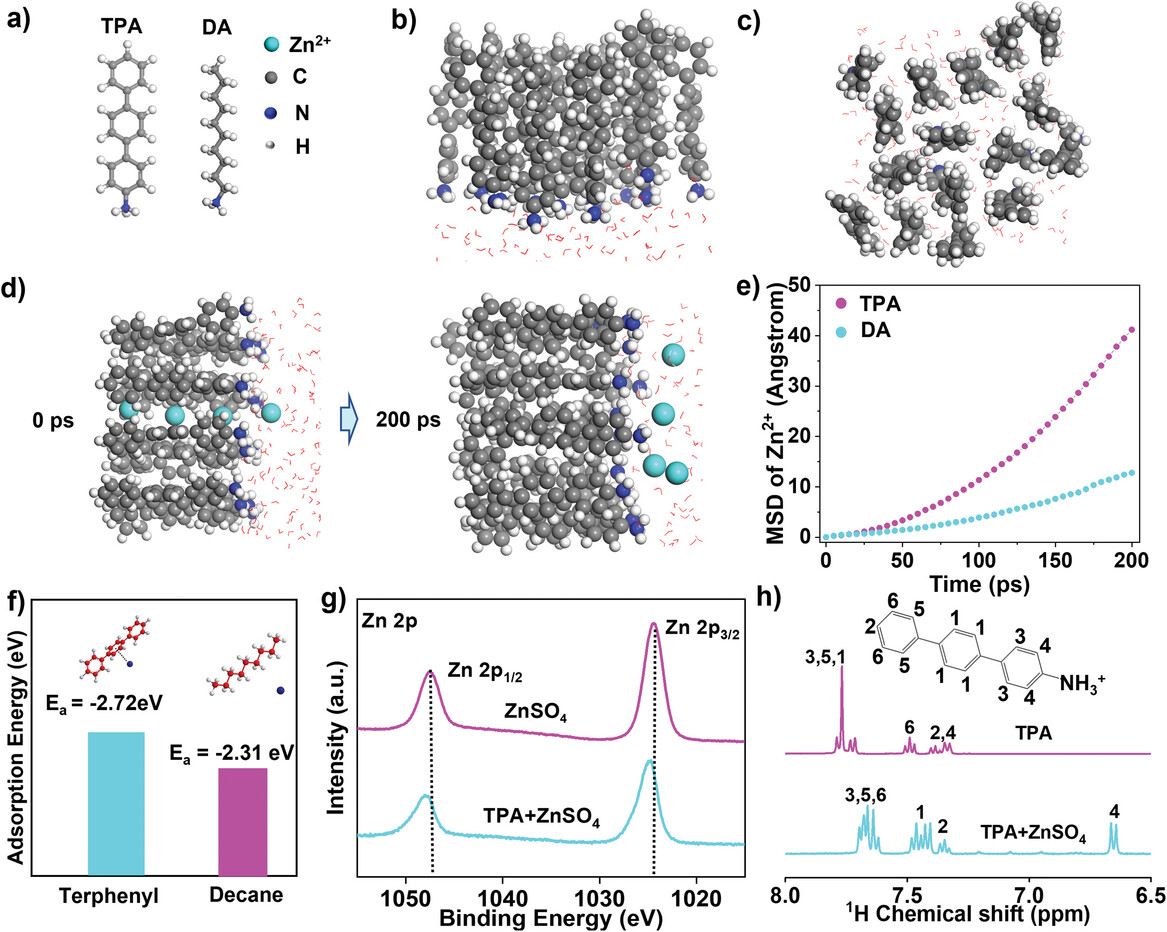 a)
TPA
DA
Zn²⁺
C
N
H
b)
c)
d)
0 ps
200 ps
e)
MSD of Zn²⁺ (Angstrom)
50
40
30
20
10
0
TPA
DA
0 50 100 150 200
Time (ps)
f)
Adsorption Energy (eV)
Eₐ = -2.72eV
Eₐ = -2.31 eV
Terphenyl Decane
g)
Intensity (a.u.)
Zn 2p
Zn 2p₃/₂
Zn 2p₁/₂
ZnSO₄
TPA+ZnSO₄
1050 1040 1030 1020
Binding Energy (eV)
h)
6 5 1 1 3 4
2
6 5 1 1 3 4
NH₃⁺
3,5,1
6
2,4
TPA
3,5,6
1
2
4
TPA+ZnSO₄
8.0 7.5 7.0 6.5
¹H Chemical shift (ppm)